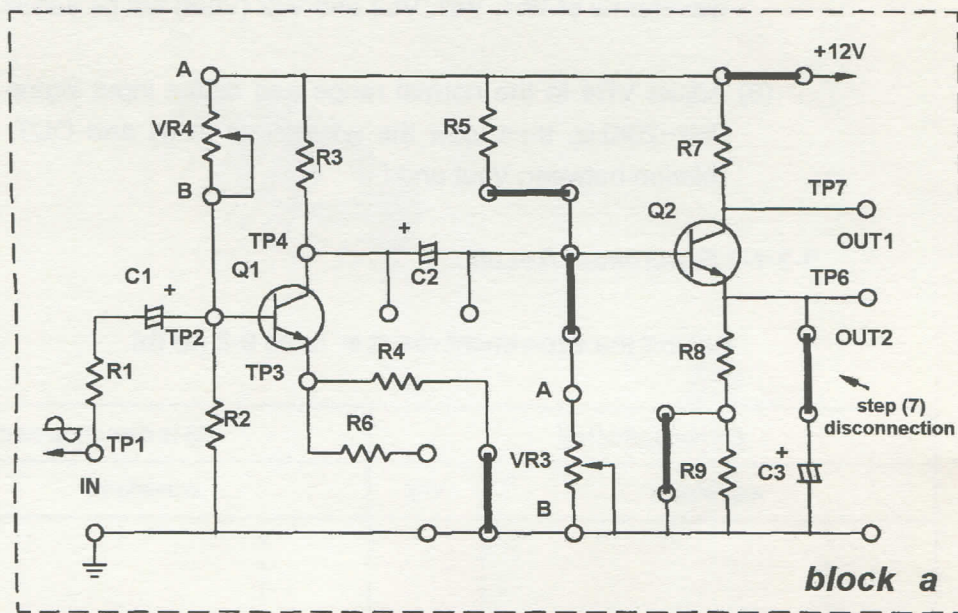 A
+12V
VR4
R3
R5
R7
B
Q2
TP7
TP4
OUT1
C1
+
Q1
+
C2
TP6
TP2
TP3
R4
R8
OUT2
R1
A
step (7)
disconnection
R2
R6
VR3
R9
+
C3
TP1
IN
B
block a